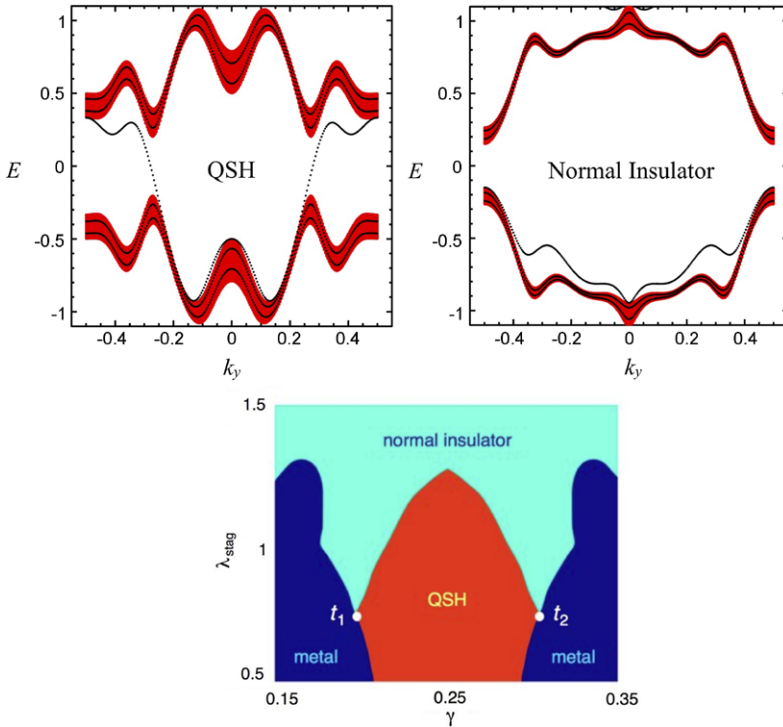 1
0.5
0
-0.5
-1
E
QSH
-0.4 -0.2 0 0.2 0.4
k_y
1
0.5
0
-0.5
-1
E
Normal Insulator
-0.4 -0.2 0 0.2 0.4
k_y
1.5
1
0.5
λ_stag
normal insulator
QSH
t_1
t_2
metal
metal
0.15 0.25 0.35
γ